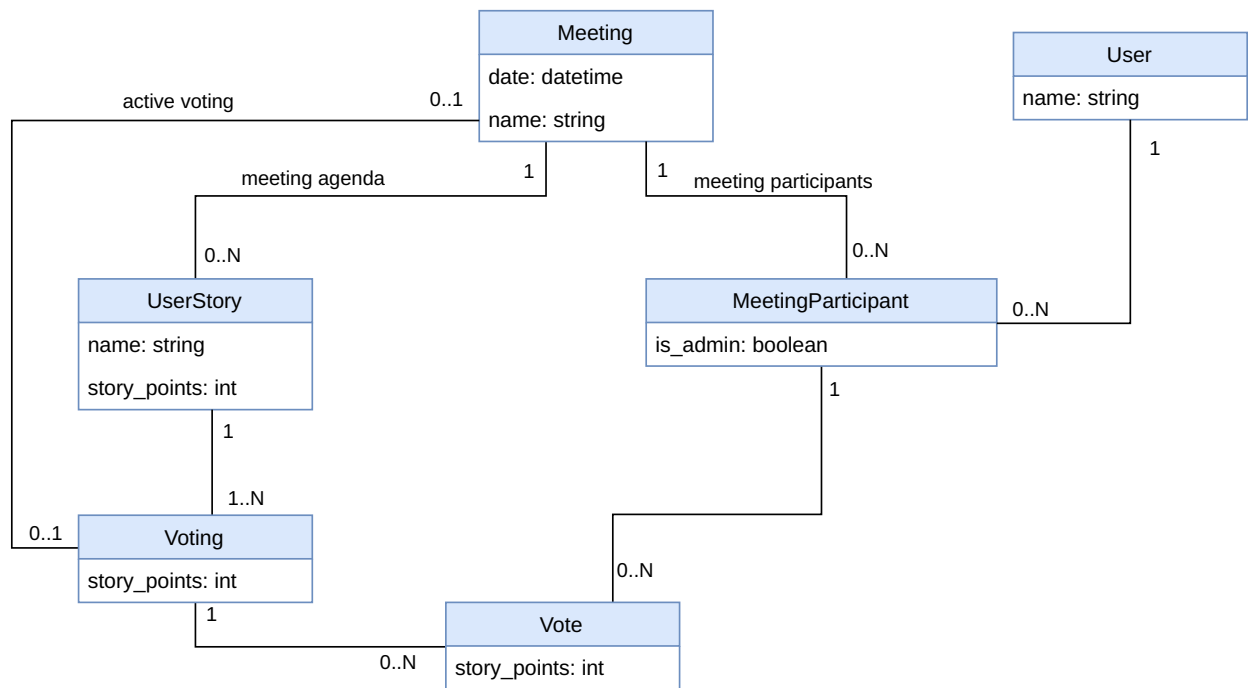 Meeting
date: datetime
name: string
User
name: string
active voting
0..1
1
1
1
meeting agenda
meeting participants
0..N
0..N
UserStory
name: string
story_points: int
MeetingParticipant
is_admin: boolean
0..N
1
1
1..N
0..1
Voting
story_points: int
0..N
1
0..N
Vote
story_points: int